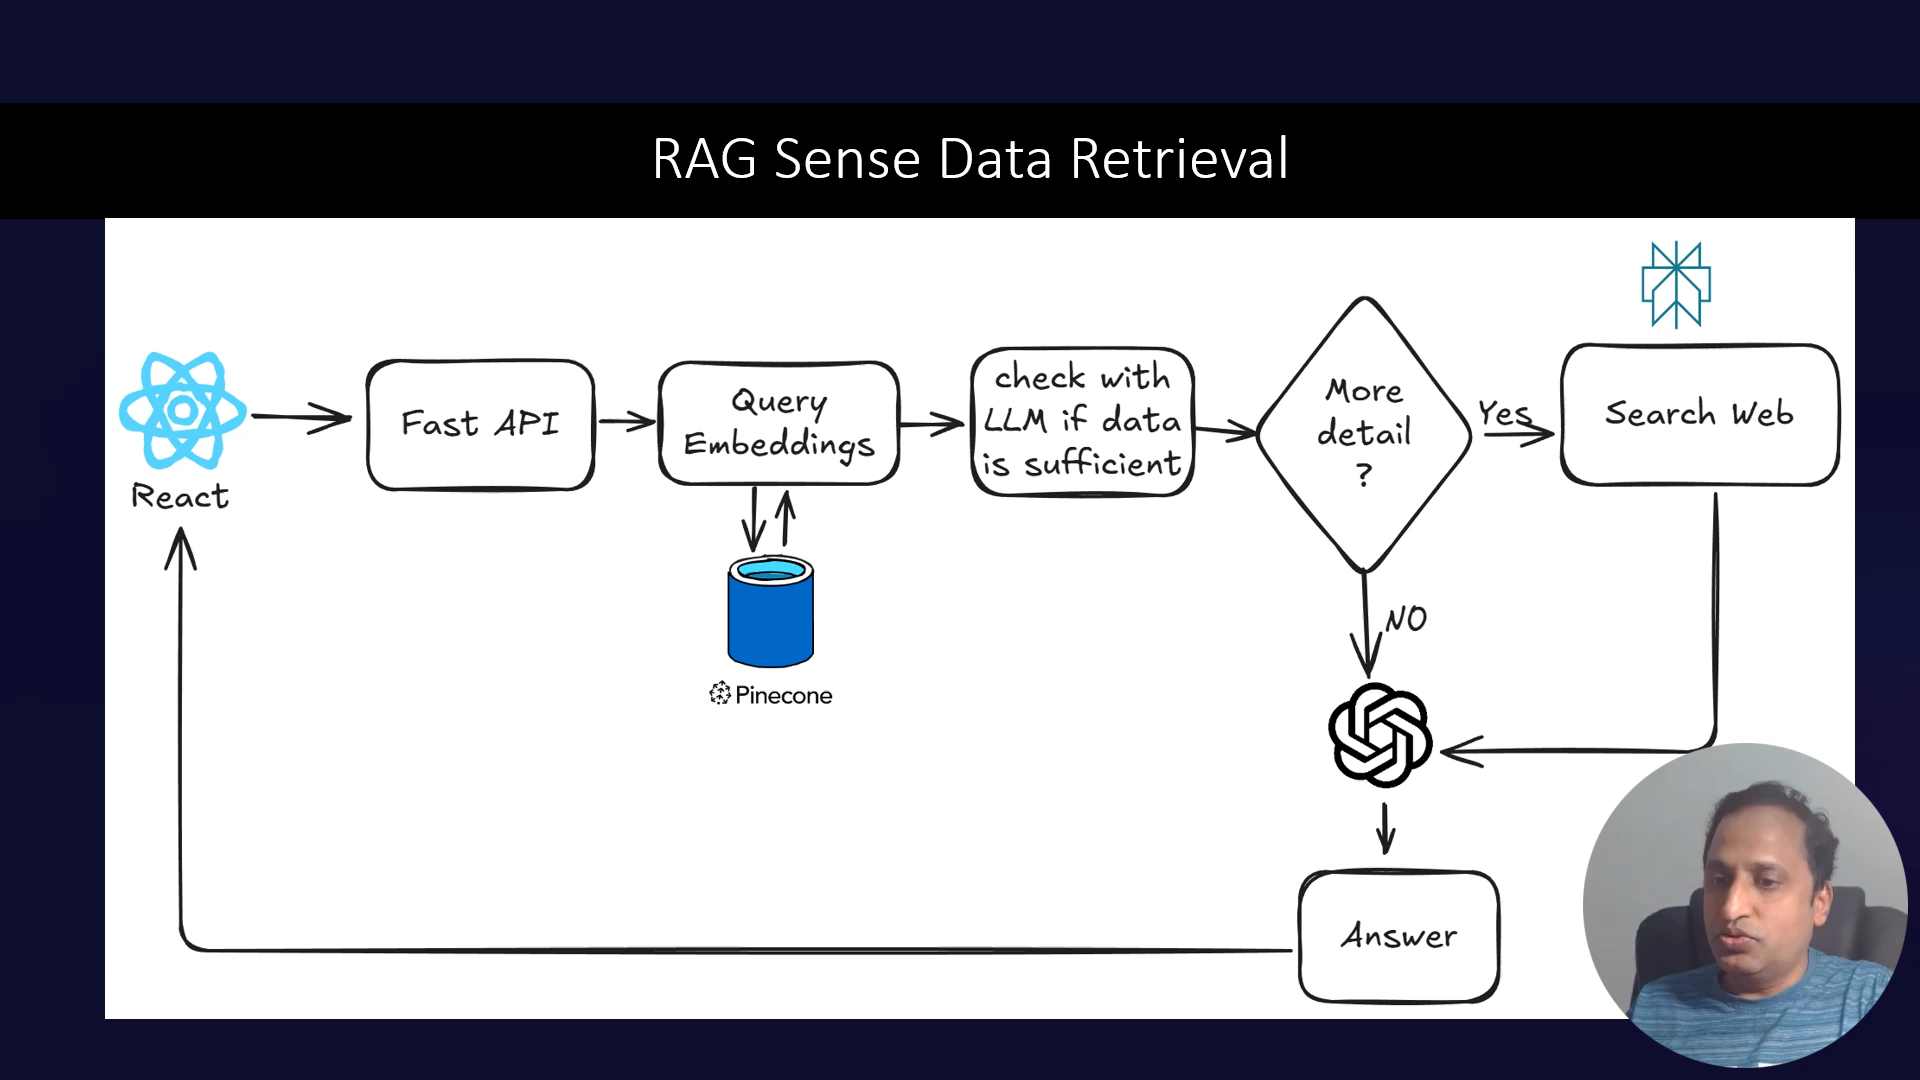 RAG Sense Data Retrieval
React
Fast API
Query
Embeddings
Pinecone
check with
LLM if data
is sufficient
More
detail
?
Yes
Search Web
NO
Answer